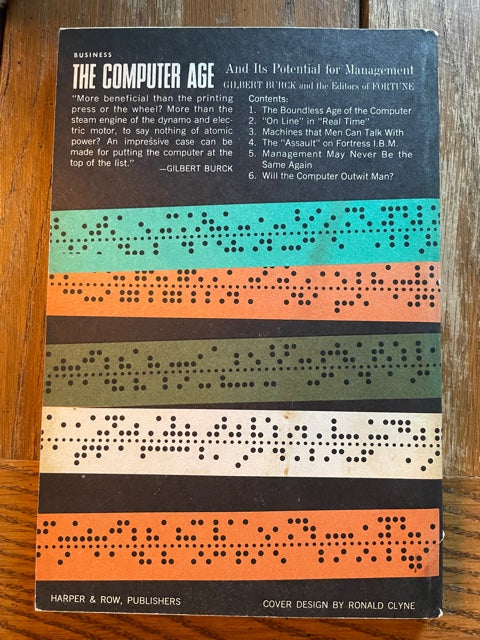 BUSINESS
THE COMPUTER AGE And Its Potential for Management
GILBERT BURCK and the Editors of FORTUNE
"More beneficial than the printing
press or the wheel? More than the
steam engine of the dynamo and elec-
tric motor, to say nothing of atomic
power? An impressive case can be
made for putting the computer at the
top of the list."
—GILBERT BURCK
Contents:
1. The Boundless Age of the Computer
2. "On Line" in "Real Time"
3. Machines that Men Can Talk With
4. The "Assault" on Fortress I.B.M.
5. Management May Never Be the
Same Again
6. Will the Computer Outwit Man?
HARPER & ROW, PUBLISHERS
COVER DESIGN BY RONALD CLYNE